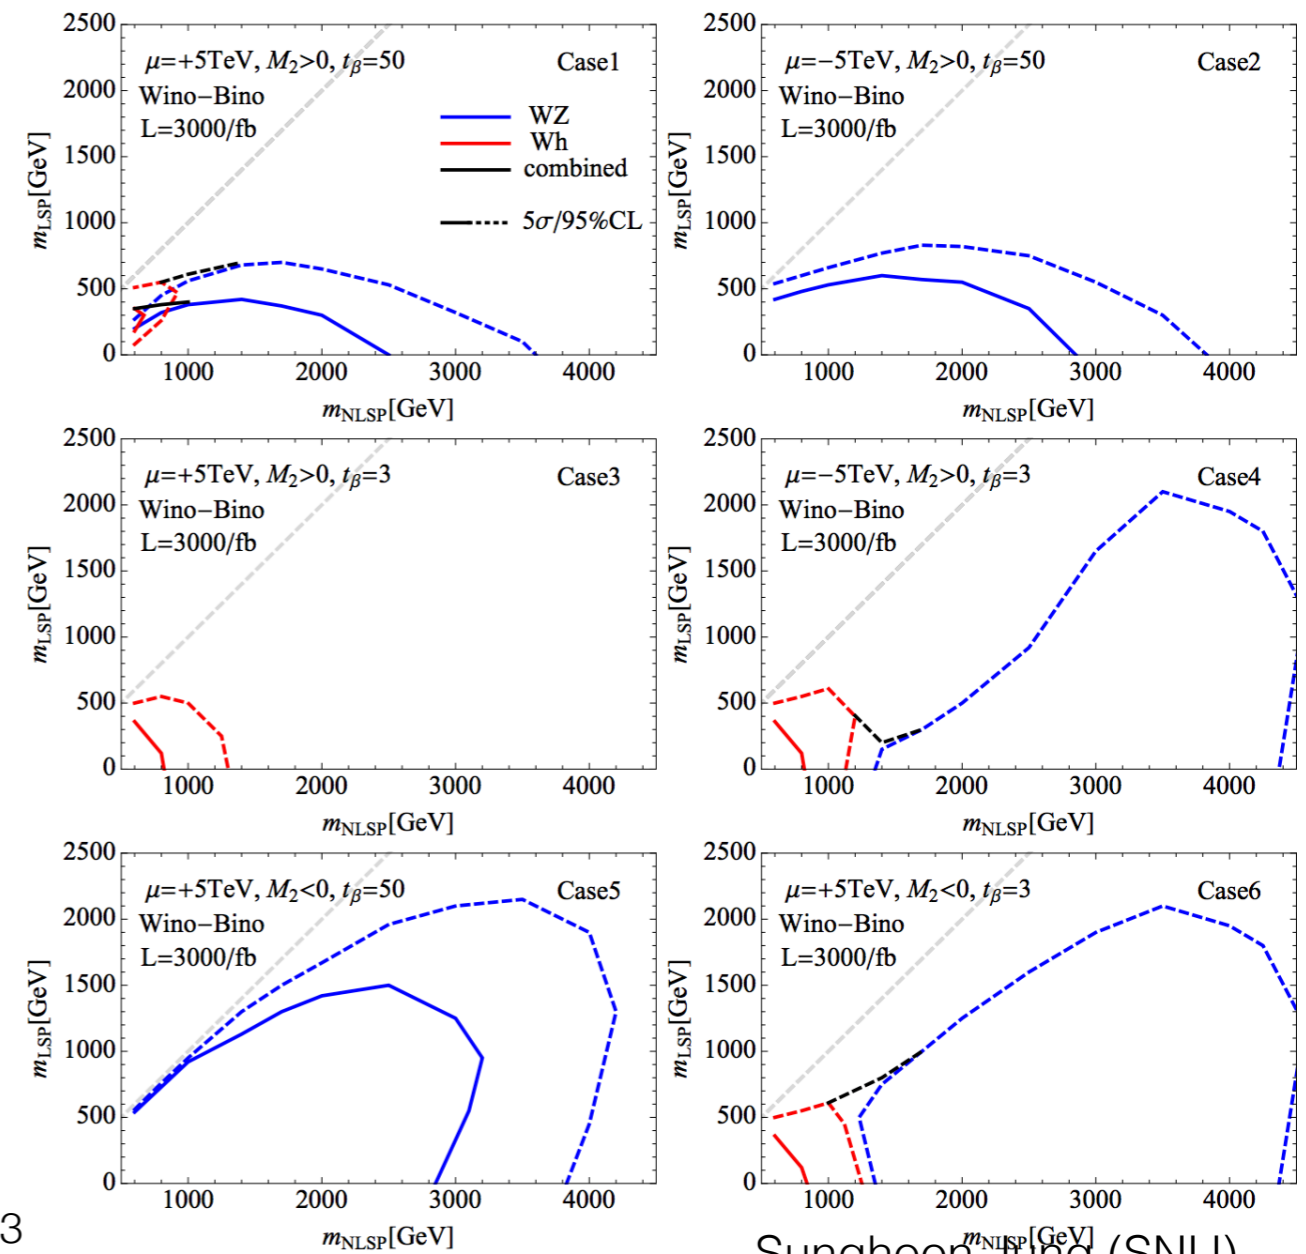 2500
2000
1500
1000
500
0
m_LSP[GeV]
μ=+5TeV, M₂>0, t_β=50
Case1
Wino−Bino
L=3000/fb
WZ
Wh
combined
5σ/95%CL
1000 2000 3000 4000
m_NLSP[GeV]
2500
2000
1500
1000
500
0
m_LSP[GeV]
μ=−5TeV, M₂>0, t_β=50
Case2
Wino−Bino
L=3000/fb
1000 2000 3000 4000
m_NLSP[GeV]
2500
2000
1500
1000
500
0
m_LSP[GeV]
μ=+5TeV, M₂>0, t_β=3
Case3
Wino−Bino
L=3000/fb
1000 2000 3000 4000
m_NLSP[GeV]
2500
2000
1500
1000
500
0
m_LSP[GeV]
μ=−5TeV, M₂>0, t_β=3
Case4
Wino−Bino
L=3000/fb
1000 2000 3000 4000
m_NLSP[GeV]
2500
2000
1500
1000
500
0
m_LSP[GeV]
μ=+5TeV, M₂<0, t_β=50
Case5
Wino−Bino
L=3000/fb
1000 2000 3000 4000
m_NLSP[GeV]
2500
2000
1500
1000
500
0
m_LSP[GeV]
μ=+5TeV, M₂<0, t_β=3
Case6
Wino−Bino
L=3000/fb
1000 2000 3000 4000
m_NLSP[GeV]
3
Sunghoon Jung (SNU)